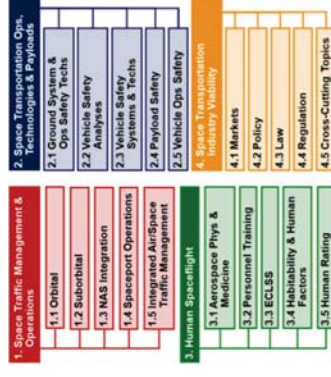 1. Space Traffic Management &
Operations
1.1 Orbital
1.2 Suborbital
1.3 NAS Integration
1.4 Spaceport Operations
1.5 Integrated Air/Space
Traffic Management
2. Space Transportation Ops,
Technologies & Payloads
2.1 Ground System &
Ops Safety Techs
2.2 Vehicle Safety
Analyses
2.3 Vehicle Safety
Systems & Techs
2.4 Payload Safety
2.5 Vehicle Ops Safety
3. Human Spaceflight
3.1 Aerospace Phys &
Medicine
3.2 Personnel Training
3.3 ECLSS
3.4 Habitability & Human
Factors
3.5 Human Rating
4. Space Transportation
Industry Viability
4.1 Markets
4.2 Policy
4.3 Law
4.4 Regulation
4.5 Cross-Cutting Topics